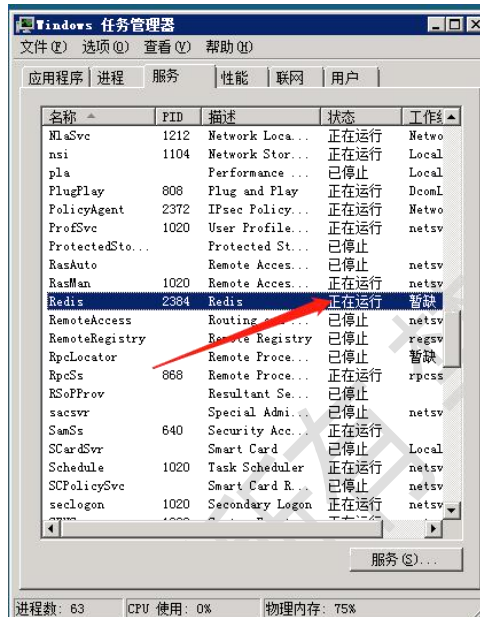 Windows 任务管理器
文件(F) 选项(O) 查看(V) 帮助(H)
应用程序 进程 服务 性能 联网 用户
名称 PID 描述 状态 工作组
NlaSvc 1212 Network Loca... 正在运行 Netwo
nsi 1104 Network Stor... 正在运行 Local
pla Performance ... 已停止
PlugPlay 808 Plug and Play 正在运行 DcomL
PolicyAgent 2372 IPsec Policy... 正在运行 Netwo
ProfSvc 1020 User Profile... 正在运行 netsv
ProtectedSto... Protected St... 已停止
RasAuto Remote Acces... 已停止 netsv
RasMan 1020 Remote Acces... 正在运行 netsv
Redis 2384 Redis 正在运行 暂缺
RemoteAccess Routing and ... 已停止 netsv
RemoteRegistry Remote Registry 已停止 regsv
RpcLocator Remote Proce... 已停止 暂缺
RpcSs 868 Remote Proce... 正在运行 rpcss
RSoPProv Resultant Se... 已停止
sacsvr Special Admi... 已停止 netsv
SamSs 640 Security Acc... 正在运行
SCardSvr Smart Card 已停止 Local
Schedule 1020 Task Scheduler 正在运行 netsv
SCPolicySvc Smart Card R... 已停止 netsv
seclogon 1020 Secondary Logon 正在运行 netsv
服务(S)...
进程数: 63 CPU 使用: 0% 物理内存: 75%